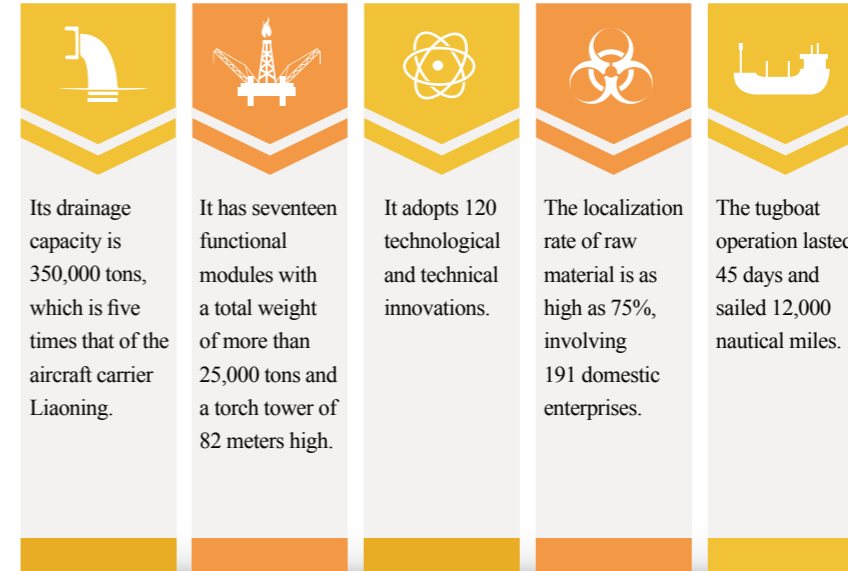 Its drainage
capacity is
350,000 tons,
which is five
times that of the
aircraft carrier
Liaoning.
It has seventeen
functional
modules with
a total weight
of more than
25,000 tons and
a torch tower of
82 meters high.
It adopts 120
technological
and technical
innovations.
The localization
rate of raw
material is as
high as 75%,
involving
191 domestic
enterprises.
The tugboat
operation lasted
45 days and
sailed 12,000
nautical miles.